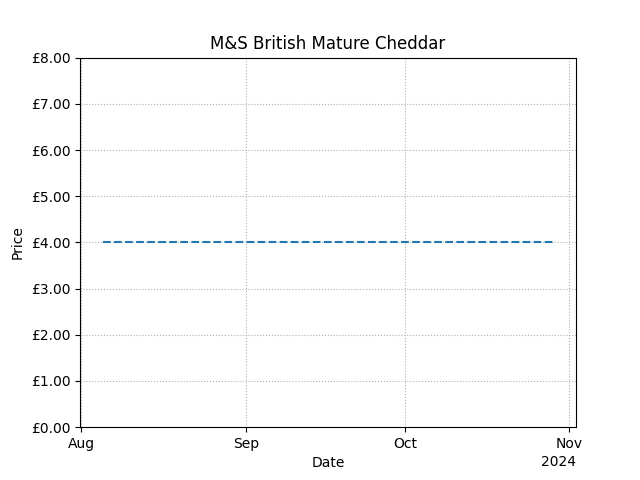 M&S British Mature Cheddar
£8.00
£7.00
£6.00
£5.00
£4.00
£3.00
£2.00
£1.00
£0.00
Price
Aug Sep Oct Nov
2024
Date